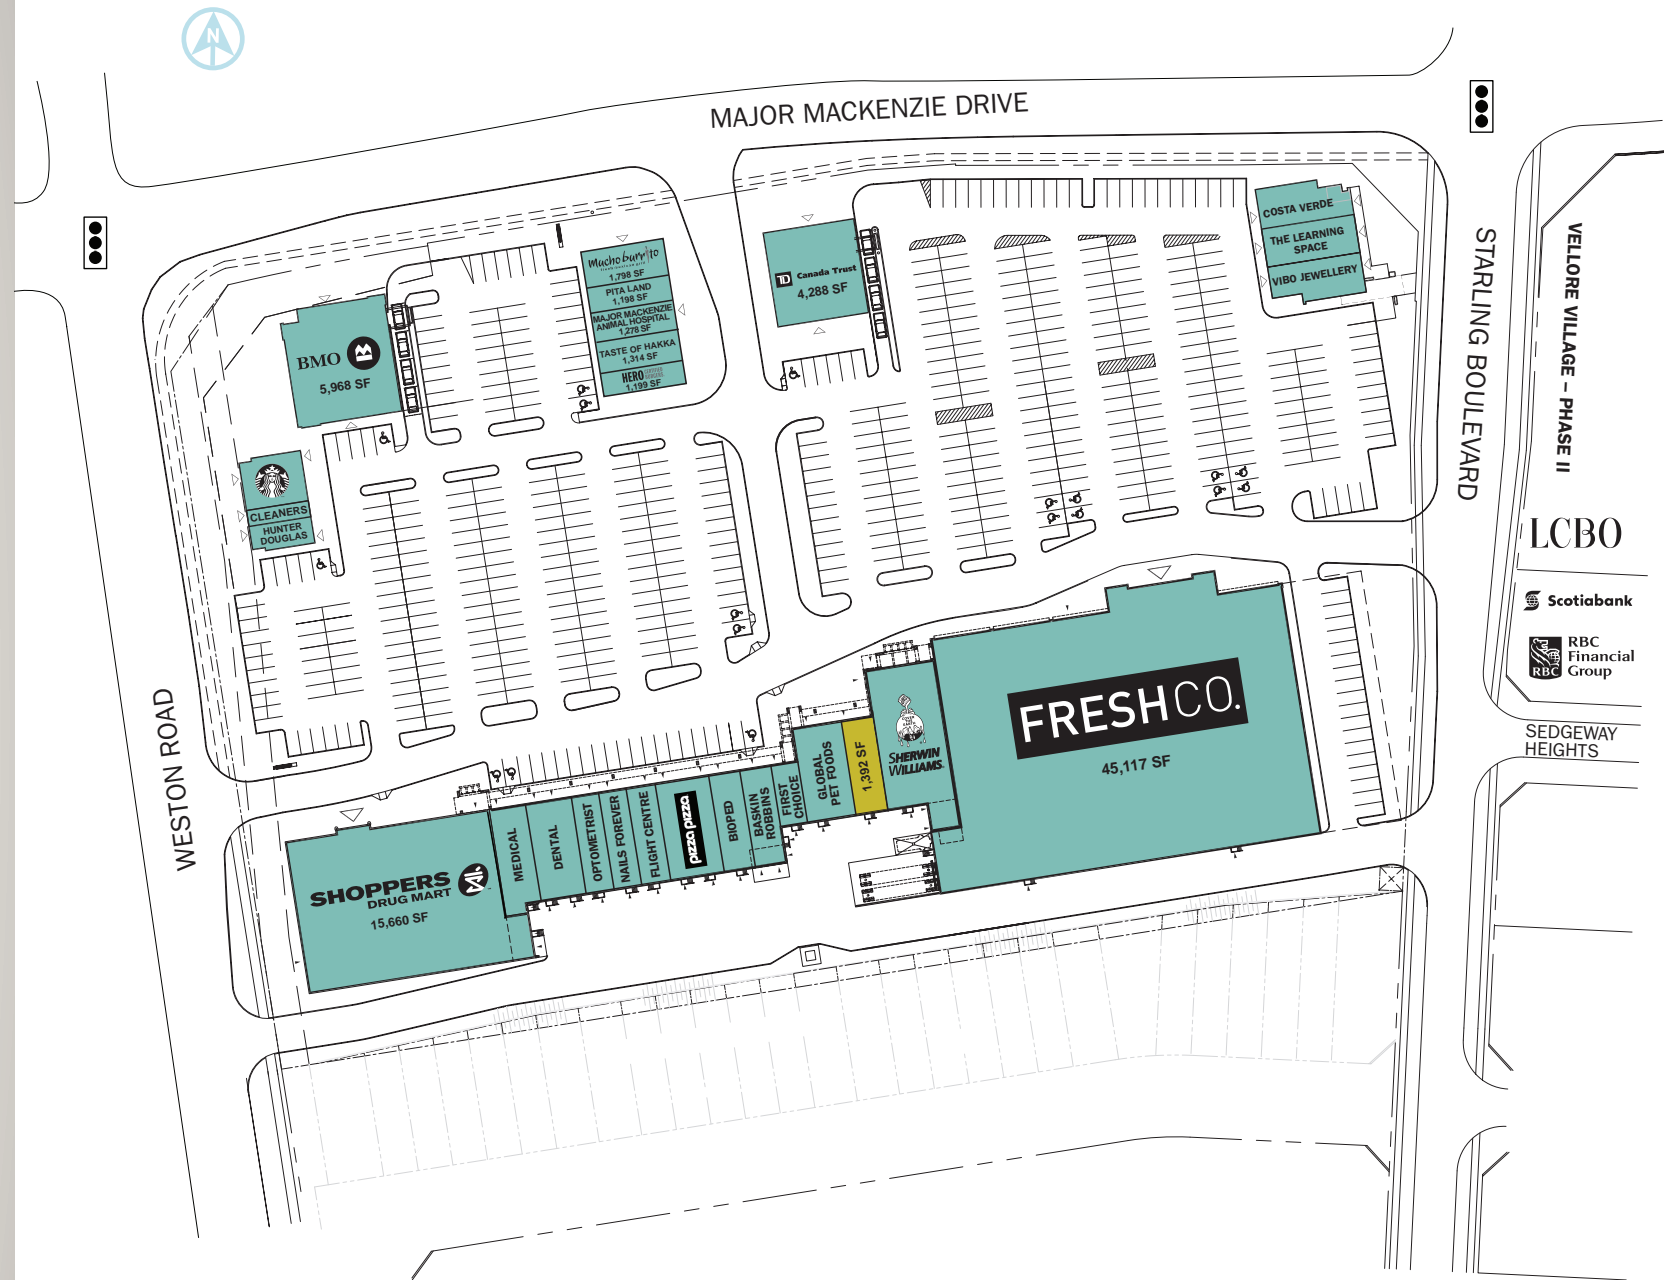 N
MAJOR MACKENZIE DRIVE
Mucho burrito
1,798 SF
PITA LAND
1,198 SF
MAJOR MACKENZIE
ANIMAL HOSPITAL
1,278 SF
TASTE OF HAKKA
1,314 SF
HERO
1,199 SF
TD Canada Trust
4,288 SF
COSTA VERDE
THE LEARNING
SPACE
VIBO JEWELLERY
BMO
5,968 SF
CLEANERS
HUNTER
DOUGLAS
STARLING BOULEVARD
VELLORE VILLAGE – PHASE II
LCBO
Scotiabank
RBC
RBC
Financial
Group
SEDGEWAY
HEIGHTS
WESTON ROAD
SHOPPERS
DRUG MART
15,660 SF
MEDICAL
DENTAL
OPTOMETRIST
NAILS FOREVER
FLIGHT CENTRE
pizza pizza
BIOPED
BASKIN
ROBBINS
FIRST
CHOICE
GLOBAL
PET FOODS
1,392 SF
SHERWIN
WILLIAMS.
FRESHCO.
45,117 SF